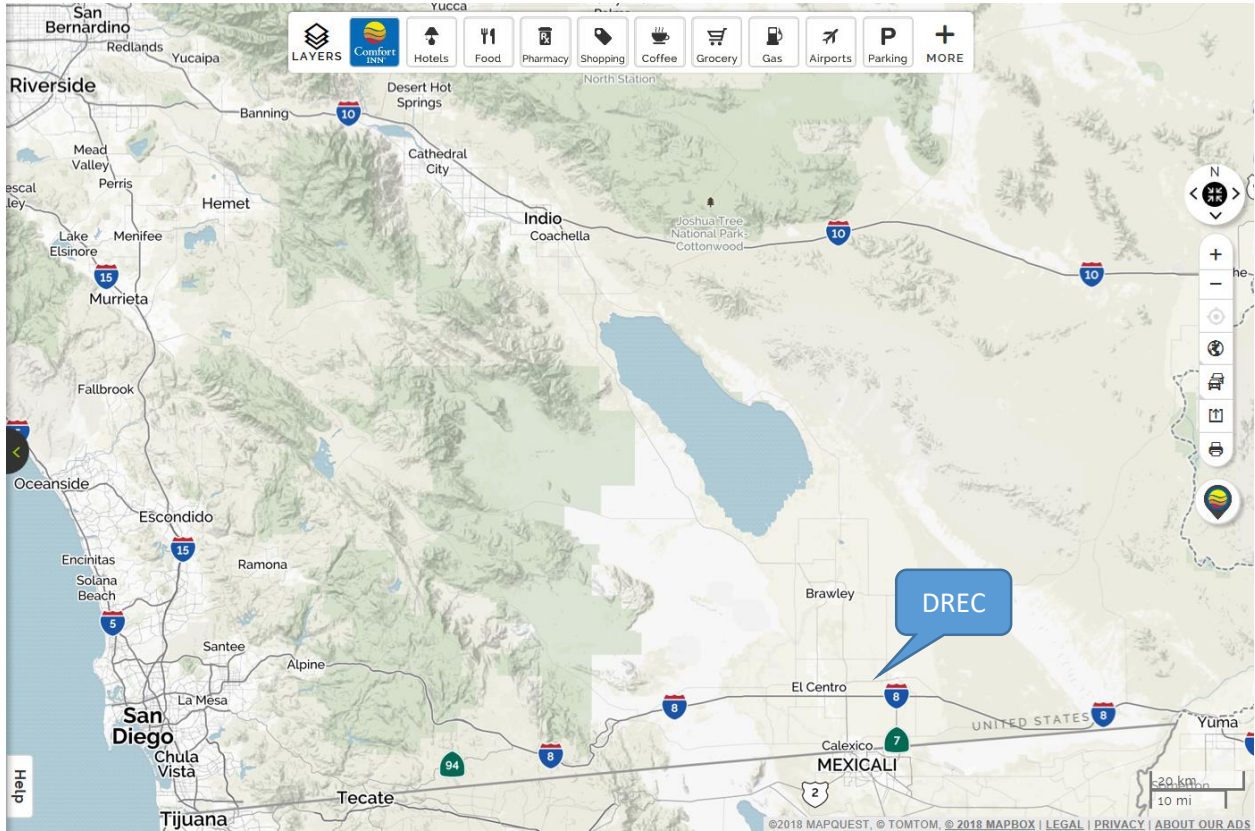 San
Bernardino
Redlands
Yucaipa
Yucca
LAYERS
Comfort
INN
Hotels
Food
Rx
Pharmacy
Shopping
Coffee
Grocery
Gas
Airports
P
Parking
MORE
North Station
Riverside
Banning
10
Desert Hot
Springs
Mead
Valley
Perris
escal
ley
Hemet
Cathedral
City
N
Lake
Elsinore
Menifee
Indio
Coachella
Joshua Tree
National Park-
Cottonwood
10
10
he-
15
Murrieta
Fallbrook
Oceanside
Escondido
15
Encinitas
Solana
Beach
Ramona
5
Brawley
DREC
Santee
Alpine
La Mesa
El Centro
8
8
8
UNITED STATES
Yuma
San
Diego
Chula
Vista
94
8
Calexico
7
MEXICALI
Help
Tecate
2
20 km
Somerton
10 mi
Tijuana
©2018 MAPQUEST, © TOMTOM, © 2018 MAPBOX | LEGAL | PRIVACY | ABOUT OUR ADS